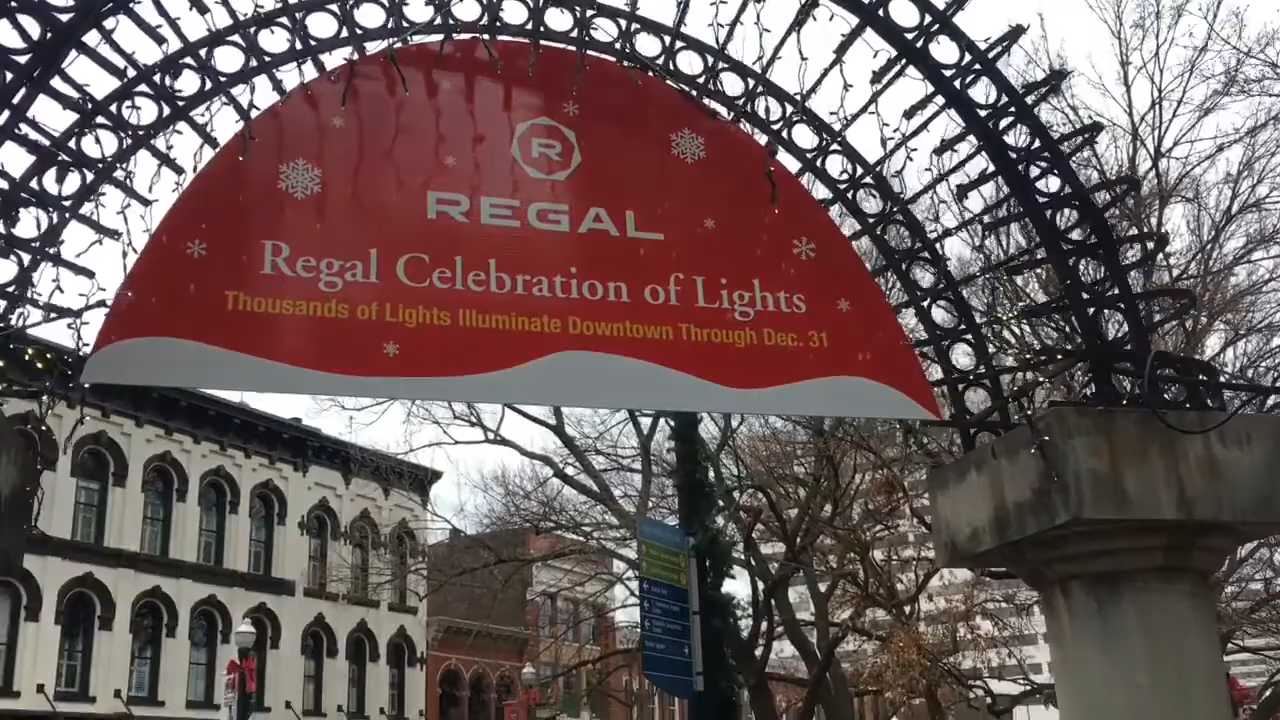 R
REGAL
Regal Celebration of Lights
Thousands of Lights Illuminate Downtown Through Dec. 31